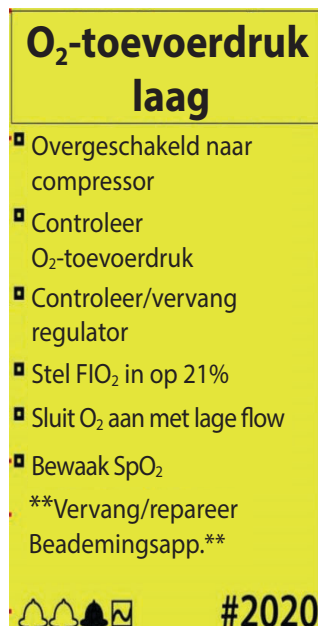 O₂-toevoerdruk
laag
Overgeschakeld naar
compressor
Controleer
O₂-toevoerdruk
Controleer/vervang
regulator
Stel FIO₂ in op 21%
Sluit O₂ aan met lage flow
Bewaak SpO₂
**Vervang/repareer
Beademingsapp.**
#2020